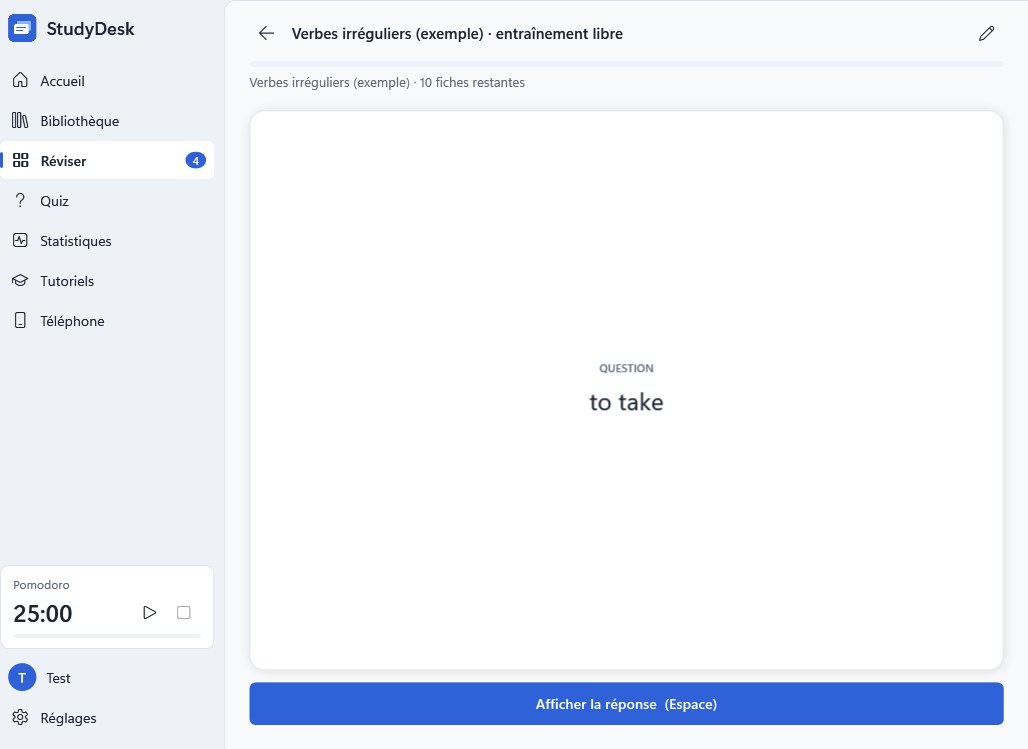 StudyDesk
Accueil
Bibliothèque
Réviser 4
Quiz
Statistiques
Tutoriels
Téléphone
Pomodoro
25:00
T Test
Réglages
Verbes irréguliers (exemple) · entraînement libre
Verbes irréguliers (exemple) · 10 fiches restantes
QUESTION
to take
Afficher la réponse (Espace)